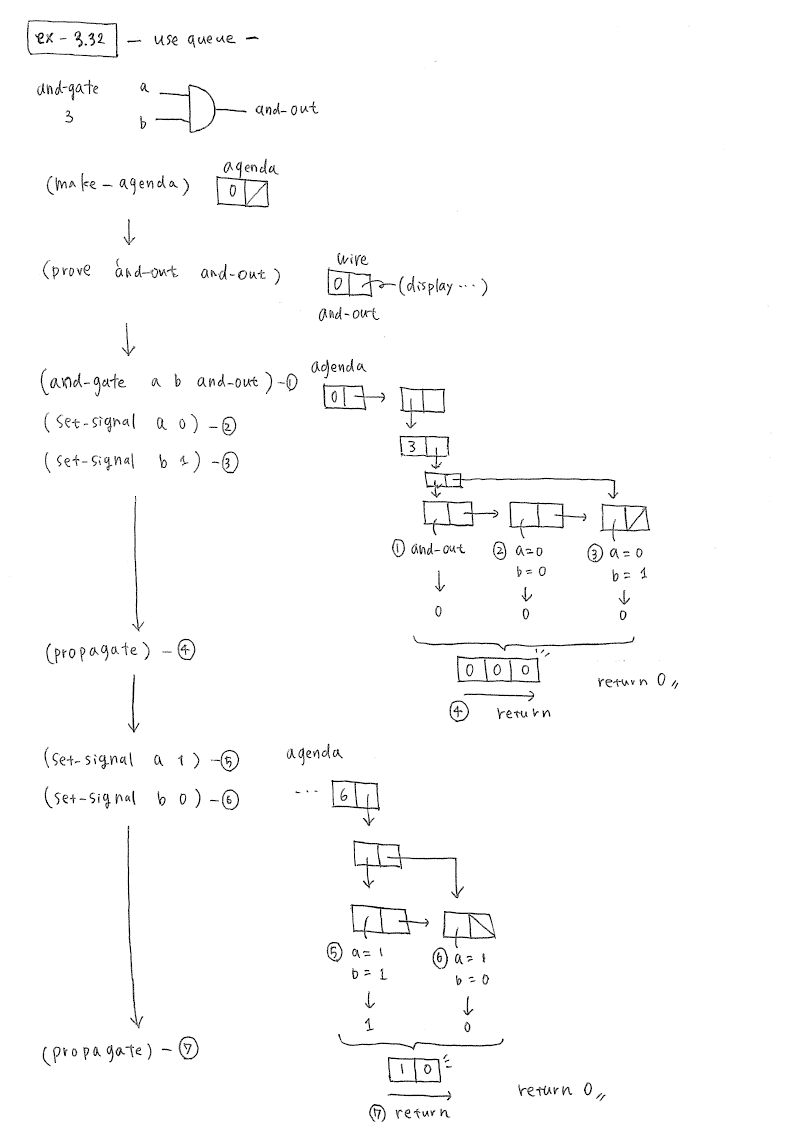 ex - 3.32 - use queue -
and-gate a
3 and-out
b
agenda
(make-agenda) 0
(prove 'and-out and-out) wire
0 (display ...)
and-out
(and-gate a b and-out) -① agenda
0
(set-signal a 0) -②
3
(set-signal b 1) -③
① and-out ② a=0 ③ a=0
b=0 b=1
0 0 0
(propagate) -④
0 0 0 return 0〃
④ return
(set-signal a 1) -⑤ agenda
(set-signal b 0) -⑥ ... 6
⑤ a=1 ⑥ a=1
b=1 b=0
1 0
(propagate) -⑦
1 0 return 0〃
⑦ return